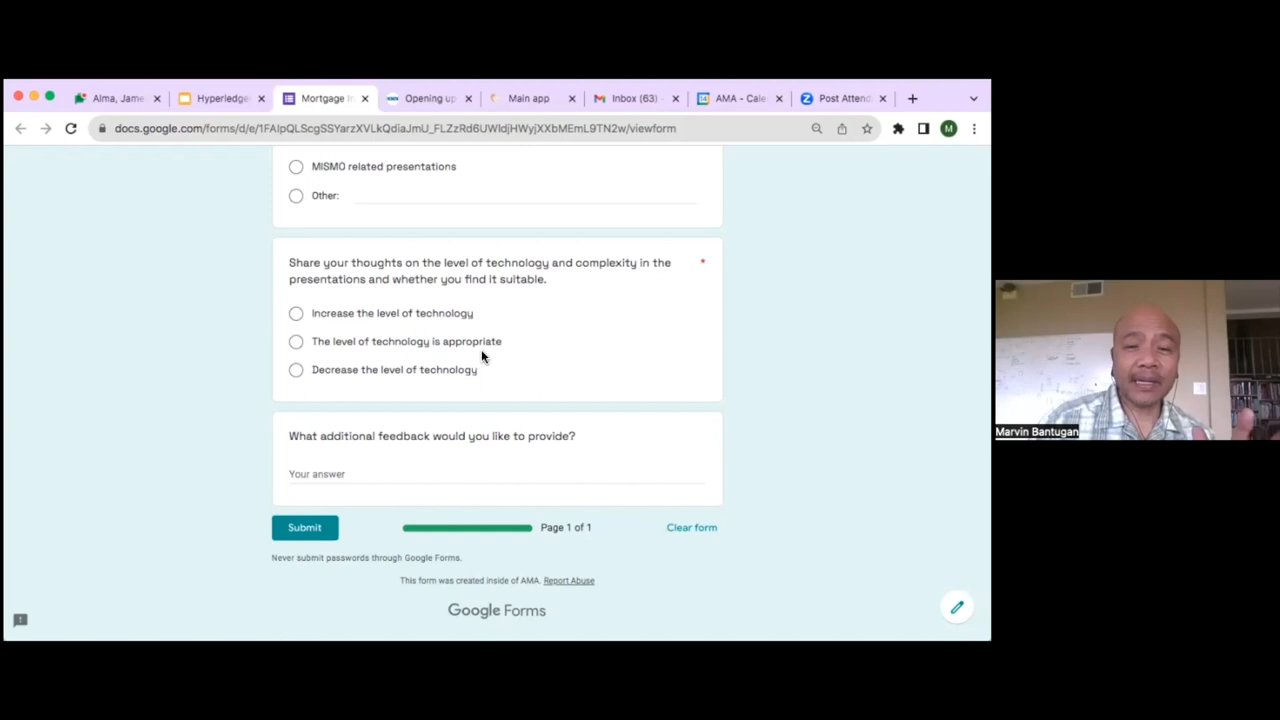 Alma, Jame
Hyperledge
Mortgage I
Opening up
Main app
Inbox (63) -
AMA - Cale
Post Attend
docs.google.com/forms/d/e/1FAIpQLScgSSYarzXVLkQdiaJmU_FLZzRd6UWldjHWyjXXbMEmL9TN2w/viewform
M
MISMO related presentations
Other:
Share your thoughts on the level of technology and complexity in the *
presentations and whether you find it suitable.
Increase the level of technology
The level of technology is appropriate
Decrease the level of technology
Marvin Bantugan
What additional feedback would you like to provide?
Your answer
Submit
Page 1 of 1
Clear form
Never submit passwords through Google Forms.
This form was created inside of AMA. Report Abuse
Google Forms